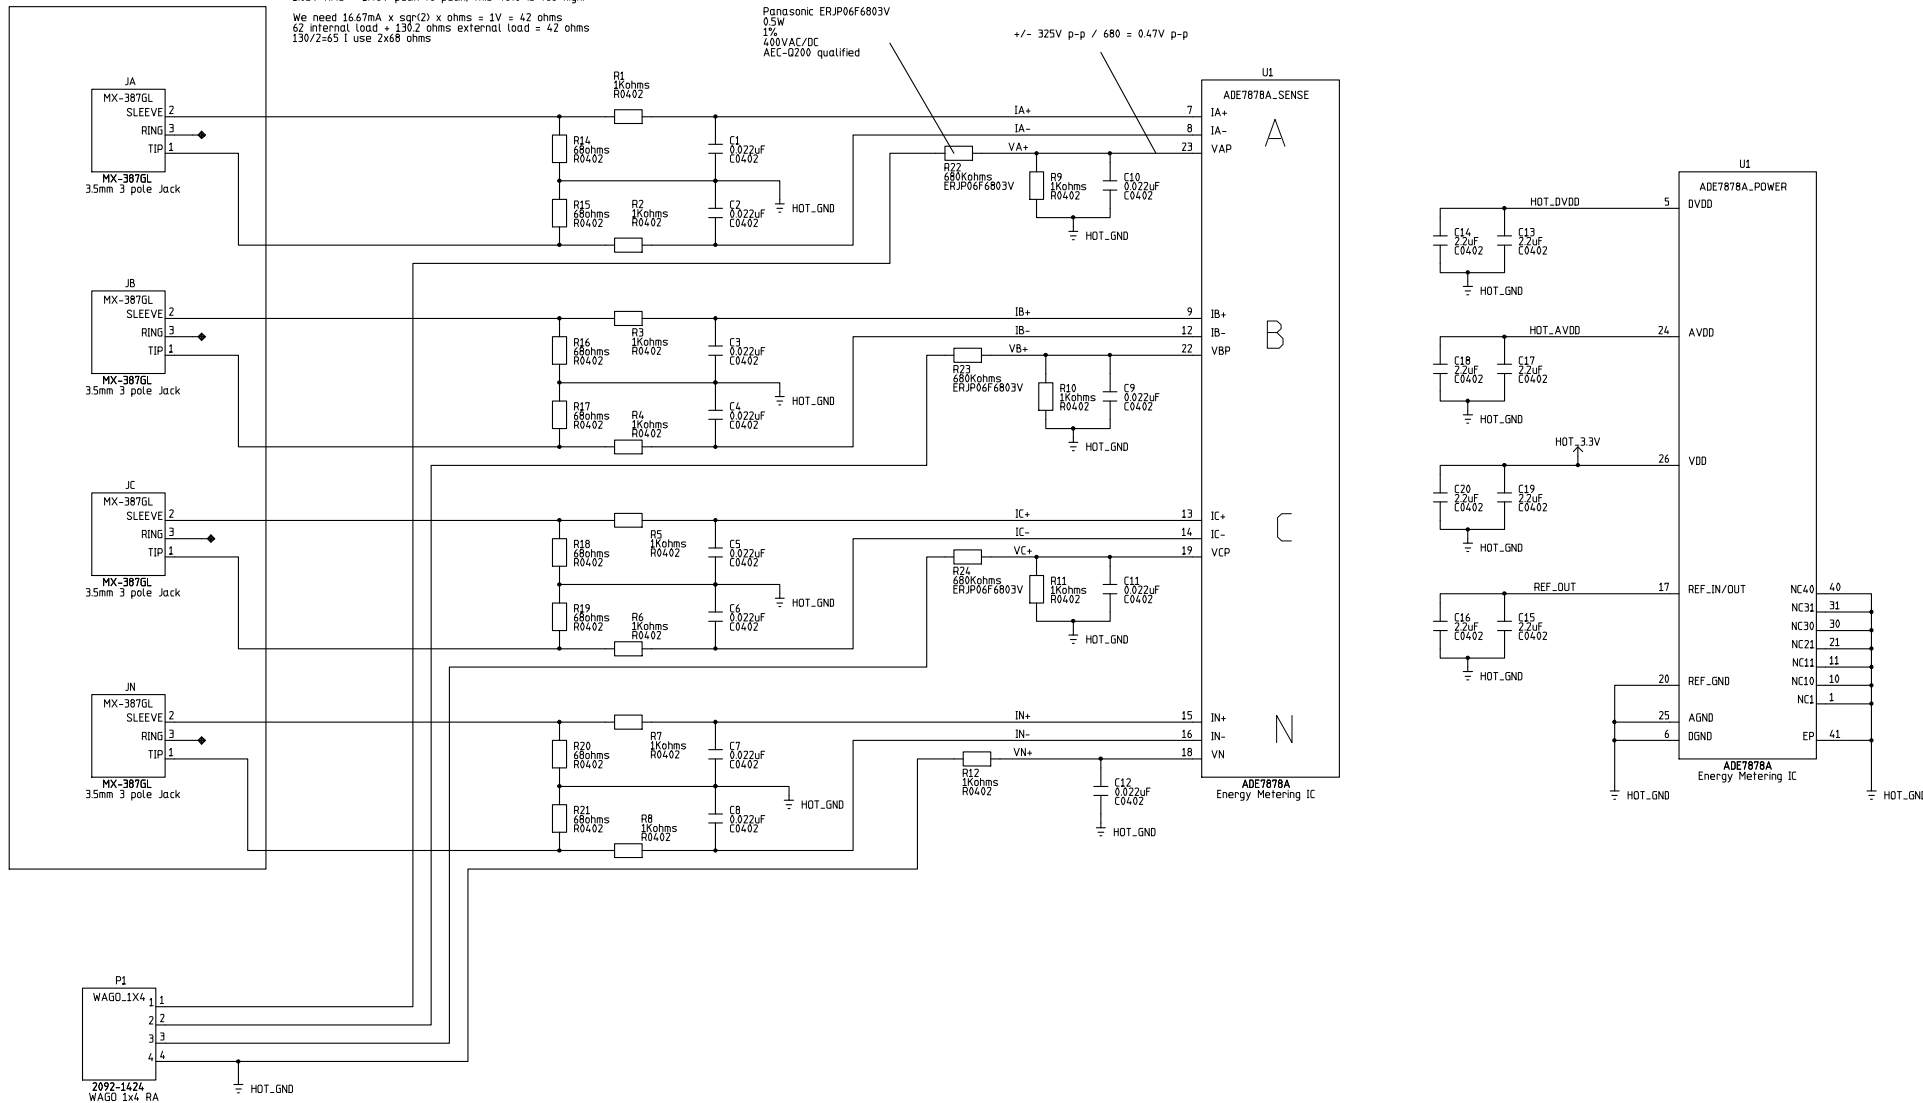 We need 16.67mA x sqr(2) x ohms = 1V = 42 ohms
62 internal load + 130.2 ohms external load = 42 ohms
130/2=65 I use 2x68 ohms
Panasonic ERJP06F6803V
0.5W
1%
400VAC/DC
AEC-Q200 qualified
+/- 325V p-p / 680 = 0.47V p-p
JA
MX-387GL
SLEEVE 2
RING 3
TIP 1
MX-387GL
3.5mm 3 pole Jack
R1
1Kohms
R0402
R14
68ohms
R0402
R15
68ohms
R0402
R2
1Kohms
R0402
C1
0.022uF
C0402
C2
0.022uF
C0402
HOT_GND
IA+
IA-
VA+
R22
680Kohms
ERJP06F6803V
R9
1Kohms
R0402
C10
0.022uF
C0402
HOT_GND
U1
ADE7878A_SENSE
7 IA+
8 IA-
23 VAP
A
JB
MX-387GL
SLEEVE 2
RING 3
TIP 1
MX-387GL
3.5mm 3 pole Jack
R3
1Kohms
R0402
R16
68ohms
R0402
R17
68ohms
R0402
R4
1Kohms
R0402
C3
0.022uF
C0402
C4
0.022uF
C0402
HOT_GND
IB+
IB-
VB+
R23
680Kohms
ERJP06F6803V
R10
1Kohms
R0402
C9
0.022uF
C0402
HOT_GND
9 IB+
12 IB-
22 VBP
B
JC
MX-387GL
SLEEVE 2
RING 3
TIP 1
MX-387GL
3.5mm 3 pole Jack
R5
1Kohms
R0402
R18
68ohms
R0402
R19
68ohms
R0402
R6
1Kohms
R0402
C5
0.022uF
C0402
C6
0.022uF
C0402
HOT_GND
IC+
IC-
VC+
R24
680Kohms
ERJP06F6803V
R11
1Kohms
R0402
C11
0.022uF
C0402
HOT_GND
13 IC+
14 IC-
19 VCP
C
JN
MX-387GL
SLEEVE 2
RING 3
TIP 1
MX-387GL
3.5mm 3 pole Jack
R7
1Kohms
R0402
R20
68ohms
R0402
R21
68ohms
R0402
R8
1Kohms
R0402
C7
0.022uF
C0402
C8
0.022uF
C0402
HOT_GND
IN+
IN-
VN+
R12
1Kohms
R0402
C12
0.022uF
C0402
HOT_GND
15 IN+
16 IN-
18 VN
N
ADE7878A
Energy Metering IC
P1
WAGO_1X4
1 1
2 2
3 3
4 4
2092-1424
WAGO 1x4 RA
HOT_GND
U1
ADE7878A_POWER
HOT_DVDD
5 DVDD
C14
2.2uF
C0402
C13
2.2uF
C0402
HOT_GND
HOT_AVDD
24 AVDD
C18
2.2uF
C0402
C17
2.2uF
C0402
HOT_GND
HOT_3.3V
26 VDD
C20
2.2uF
C0402
C19
2.2uF
C0402
HOT_GND
REF_OUT
17 REF_IN/OUT
C16
2.2uF
C0402
C15
2.2uF
C0402
HOT_GND
NC40 40
NC31 31
NC30 30
NC21 21
NC11 11
NC10 10
NC1 1
EP 41
20 REF_GND
25 AGND
6 DGND
ADE7878A
Energy Metering IC
HOT_GND
HOT_GND